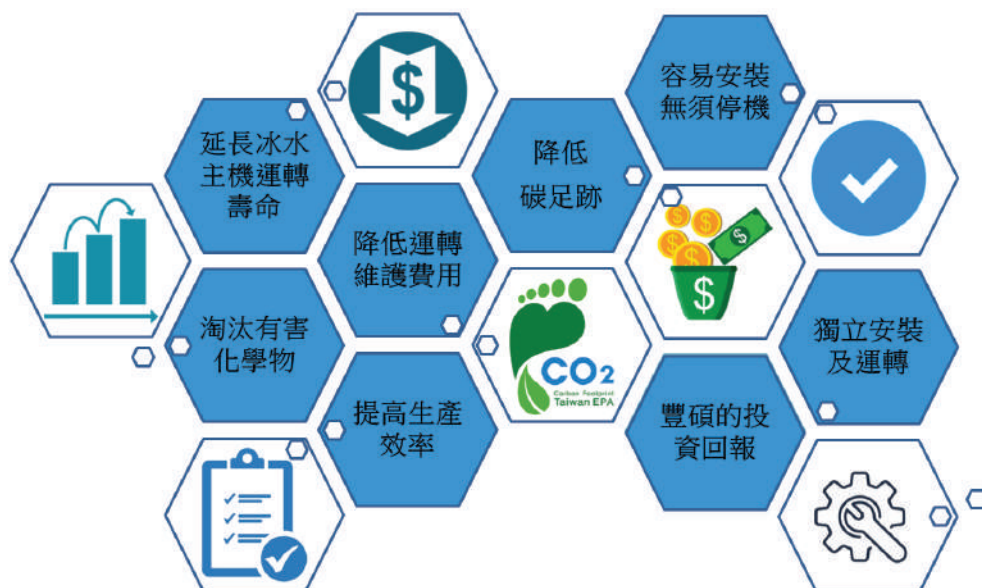 延長冰水
主機運轉
壽命
$
降低
碳足跡
容易安裝
無須停機
降低運轉
維護費用
$
淘汰有害
化學物
CO2
Carbon Footprint
Taiwan EPA
獨立安裝
及運轉
提高生產
效率
豐碩的投
資回報